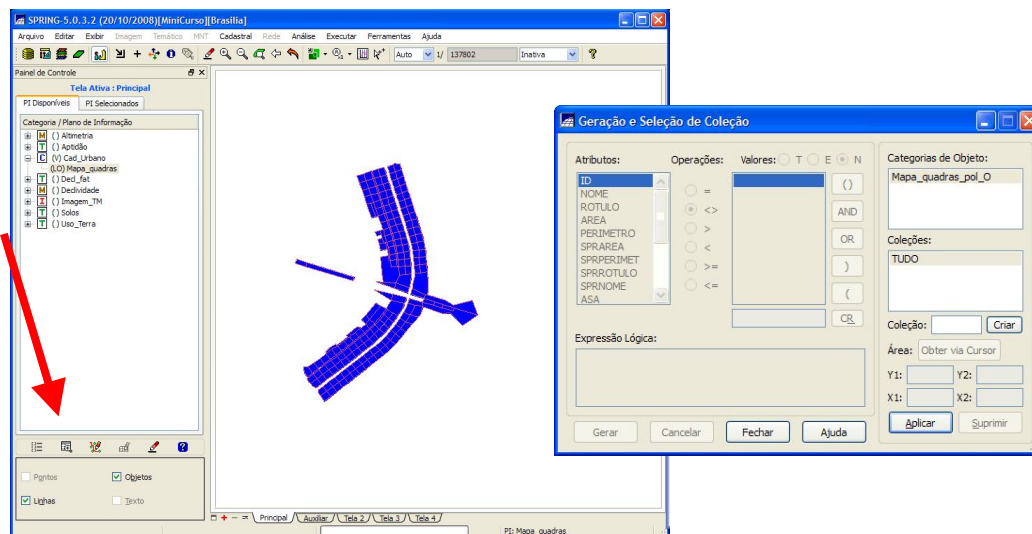 SPRING-5.0.3.2 (20/10/2008)[MiniCurso][Brasilia]
Arquivo Editar Exibir Imagem Temático MNT Cadastral Rede Análise Executar Ferramentas Ajuda
Auto 1/ 137802 Inativa
Painel de Controle
Tela Ativa : Principal
PI Disponíveis PI Selecionados
Categoria / Plano de Informação
M () Altimetria
T () Aptidão
C (V) Cad_Urbano
(LO) Mapa_quadras
T () Decl_fat
M () Declividade
I () Imagem_TM
T () Solos
T () Uso_Terra
Pontos Objetos
Linhas Texto
Principal Auxiliar Tela 2 Tela 3 Tela 4
PI: Mapa_quadras
Geração e Seleção de Coleção
Atributos: Operações: Valores: T E N
ID
NOME
ROTULO
AREA
PERIMETRO
SPRAREA
SPRPERIMET
SPRROTULO
SPRNOME
ASA
=
<>
>
<
>=
<=
()
AND
OR
)
(
CR
Expressão Lógica:
Gerar Cancelar Fechar Ajuda
Categorias de Objeto:
Mapa_quadras_pol_O
Coleções:
TUDO
Coleção: Criar
Área: Obter via Cursor
Y1: Y2:
X1: X2:
Aplicar Suprimir